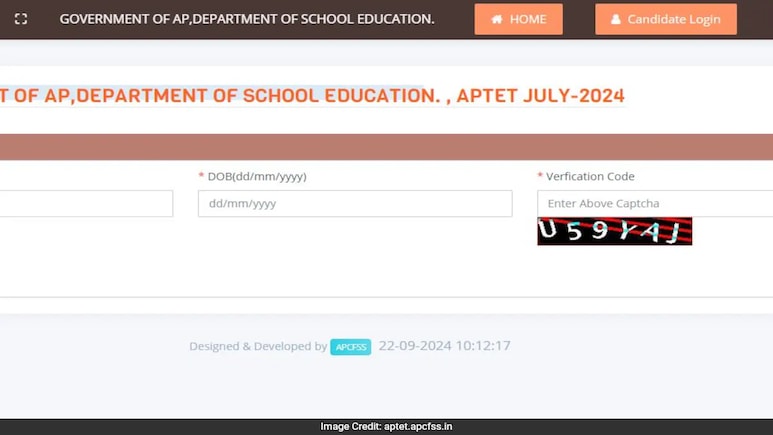 GOVERNMENT OF AP,DEPARTMENT OF SCHOOL EDUCATION.
HOME
Candidate Login
T OF AP,DEPARTMENT OF SCHOOL EDUCATION. , APTET JULY-2024
* DOB(dd/mm/yyyy)
* Verfication Code
dd/mm/yyyy
Enter Above Captcha
U59YAJ
Designed & Developed by APCFSS 22-09-2024 10:12:17
Image Credit: aptet.apcfss.in